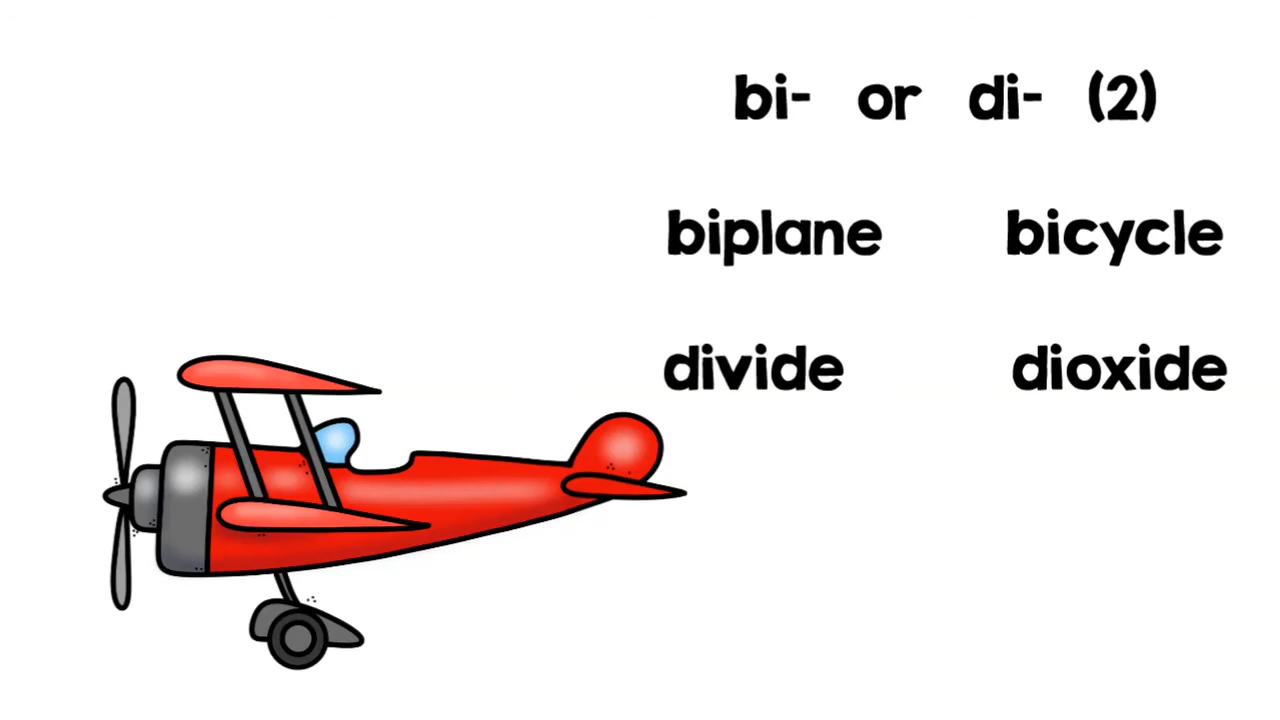 bi- or di- (2)
biplane bicycle
divide dioxide